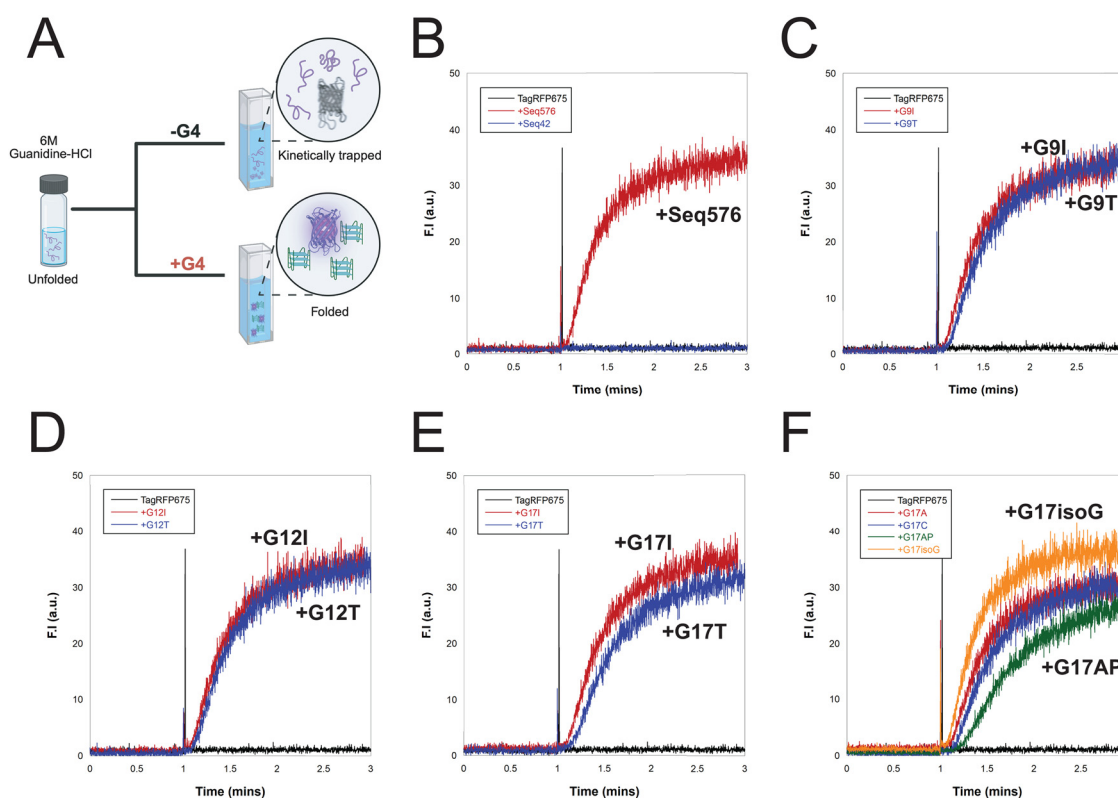 A
6M
Guanidine-HCl
Unfolded
-G4
Kinetically trapped
+G4
Folded
B
F.I (a.u.)
50
40
30
20
10
0
TagRFP675
+Seq576
+Seq42
+Seq576
0 0.5 1 1.5 2 2.5 3
Time (mins)
C
F.I (a.u.)
50
40
30
20
10
0
TagRFP675
+G9I
+G9T
+G9I
+G9T
0 0.5 1 1.5 2 2.5
Time (mins)
D
F.I (a.u.)
50
40
30
20
10
0
TagRFP675
+G12I
+G12T
+G12I
+G12T
0 0.5 1 1.5 2 2.5 3
Time (mins)
E
F.I (a.u.)
50
40
30
20
10
0
TagRFP675
+G17I
+G17T
+G17I
+G17T
0 0.5 1 1.5 2 2.5 3
Time (mins)
F
F.I (a.u.)
50
40
30
20
10
0
TagRFP675
+G17A
+G17C
+G17AP
+G17isoG
+G17isoG
+G17AP
0 0.5 1 1.5 2 2.5
Time (mins)